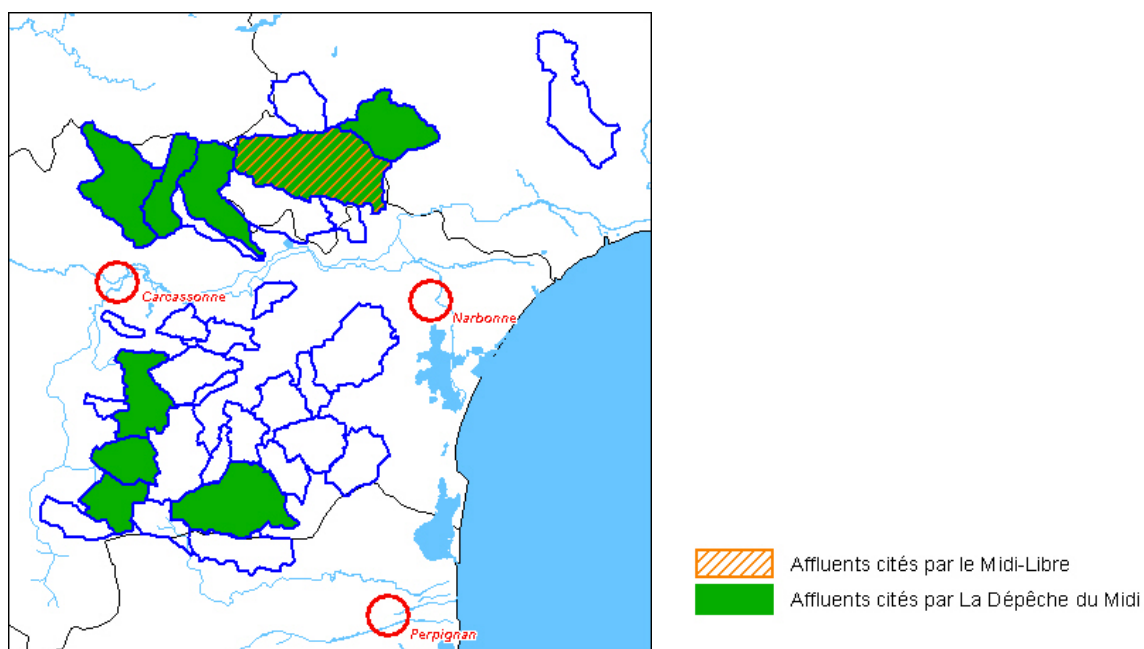 Carcassonne
Narbonne
Perpignan
Affluents cités par le Midi-Libre
Affluents cités par La Dépêche du Midi